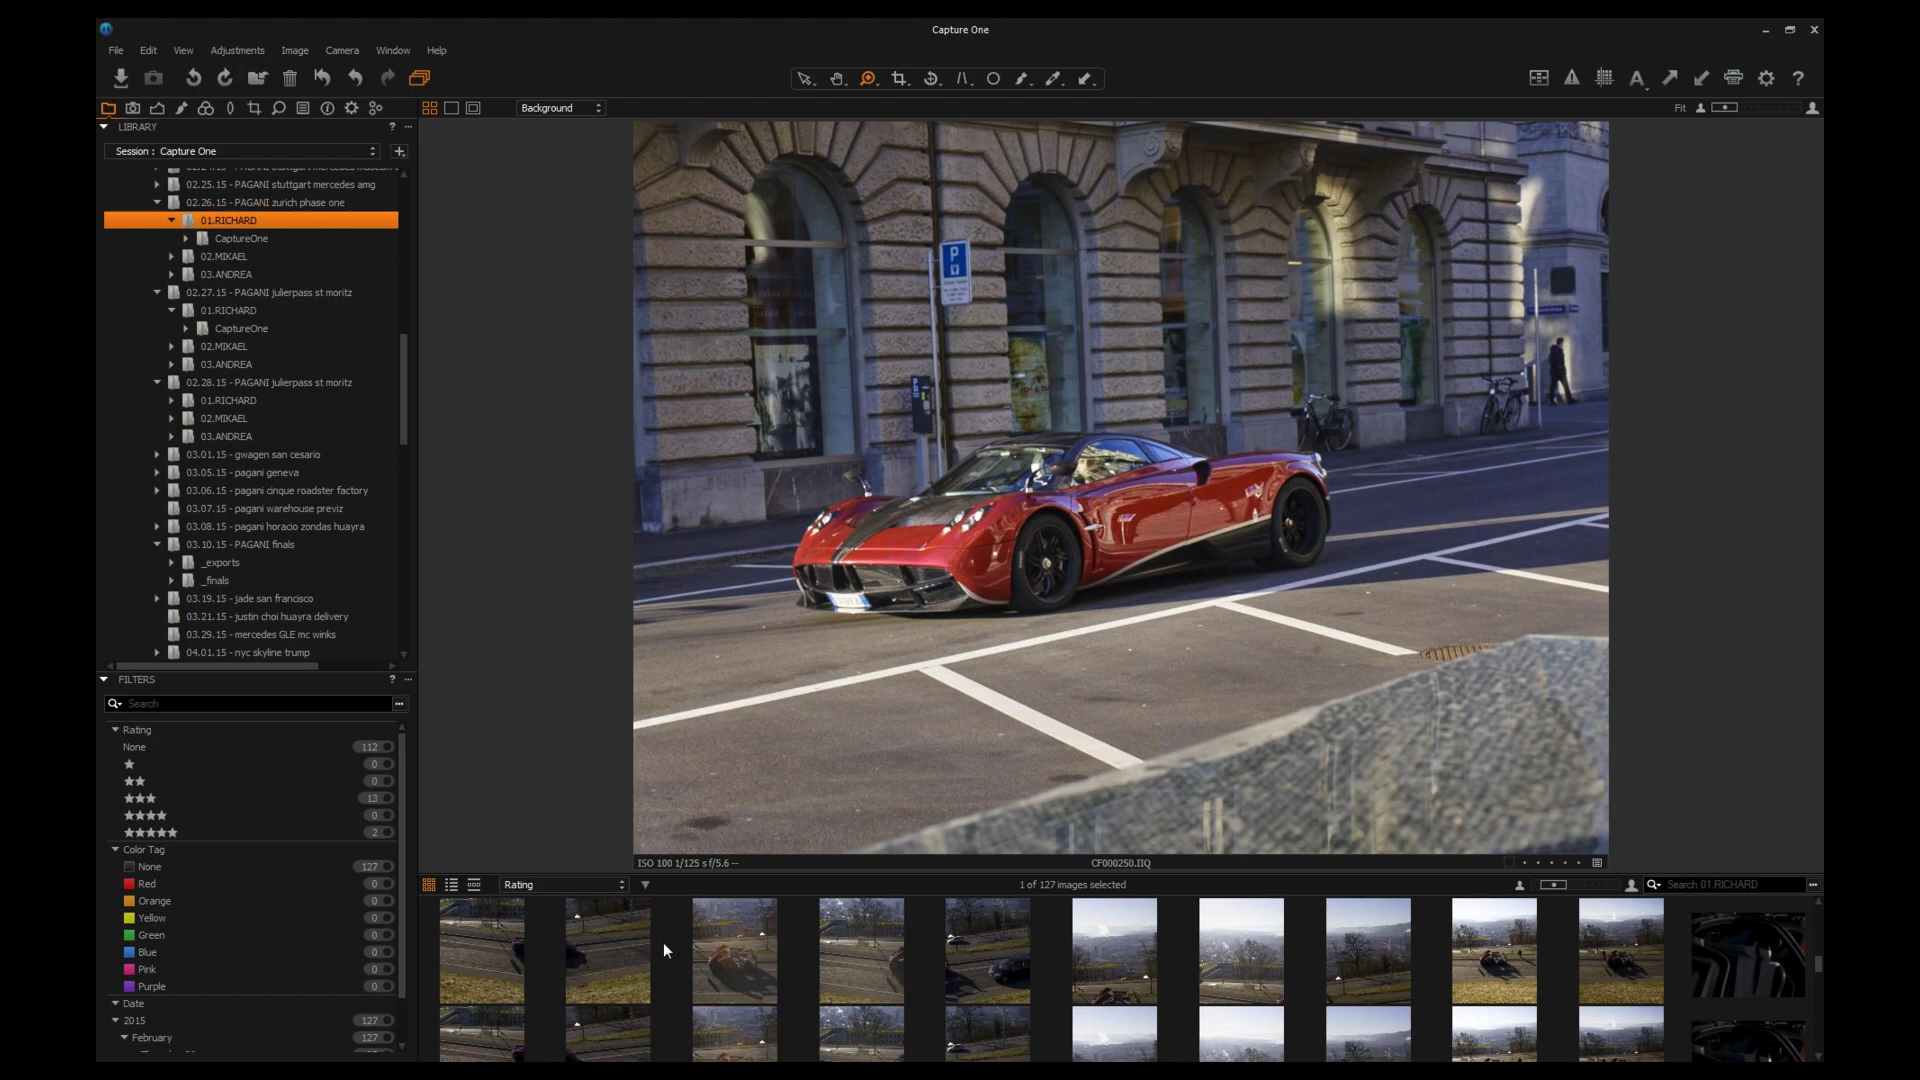 Capture One
File Edit View Adjustments Image Camera Window Help
Background
Fit
LIBRARY
?
Session : Capture One
02.25.15 - PAGANI stuttgart mercedes amg
02.26.15 - PAGANI zurich phase one
01.RICHARD
CaptureOne
02.MIKAEL
03.ANDREA
02.27.15 - PAGANI julierpass st moritz
01.RICHARD
CaptureOne
02.MIKAEL
03.ANDREA
02.28.15 - PAGANI julierpass st moritz
01.RICHARD
02.MIKAEL
03.ANDREA
03.01.15 - gwagen san cesario
03.05.15 - pagani geneva
03.06.15 - pagani cinque roadster factory
03.07.15 - pagani warehouse previz
03.08.15 - pagani horacio zondas huayra
03.10.15 - PAGANI finals
_exports
_finals
03.19.15 - jade san francisco
03.21.15 - justin choi huayra delivery
03.29.15 - mercedes GLE mc winks
04.01.15 - nyc skyline trump
FILTERS
?
Search
Rating
None 112
0
0
13
0
2
Color Tag
None 127
Red 0
Orange 0
Yellow 0
Green 0
Blue 0
Pink 0
Purple 0
Date
2015 127
February 127
P
ISO 100 1/125 s f/5.6 --
CF000250.IIQ
Rating
1 of 127 images selected
Search 01.RICHARD